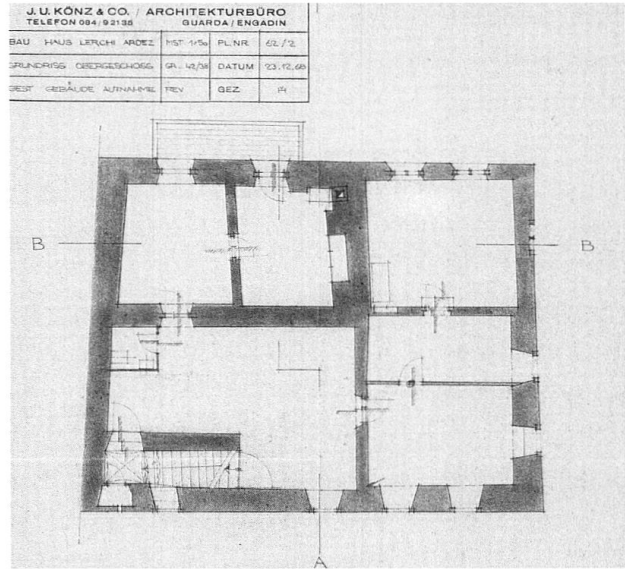 J. U. KÖNZ & CO. / ARCHITEKTURBÜRO
TELEFON 084/92135 GUARDA/ENGADIN
BAU HAUS LERCHI ARDEZ MST 1:50 PL.NR. 62/2
GRUNDRISS OBERGESCHOSS GR. 42/38 DATUM 23.12.68
BEST GEBÄUDE AUFNAHME REV GEZ.
B B
A